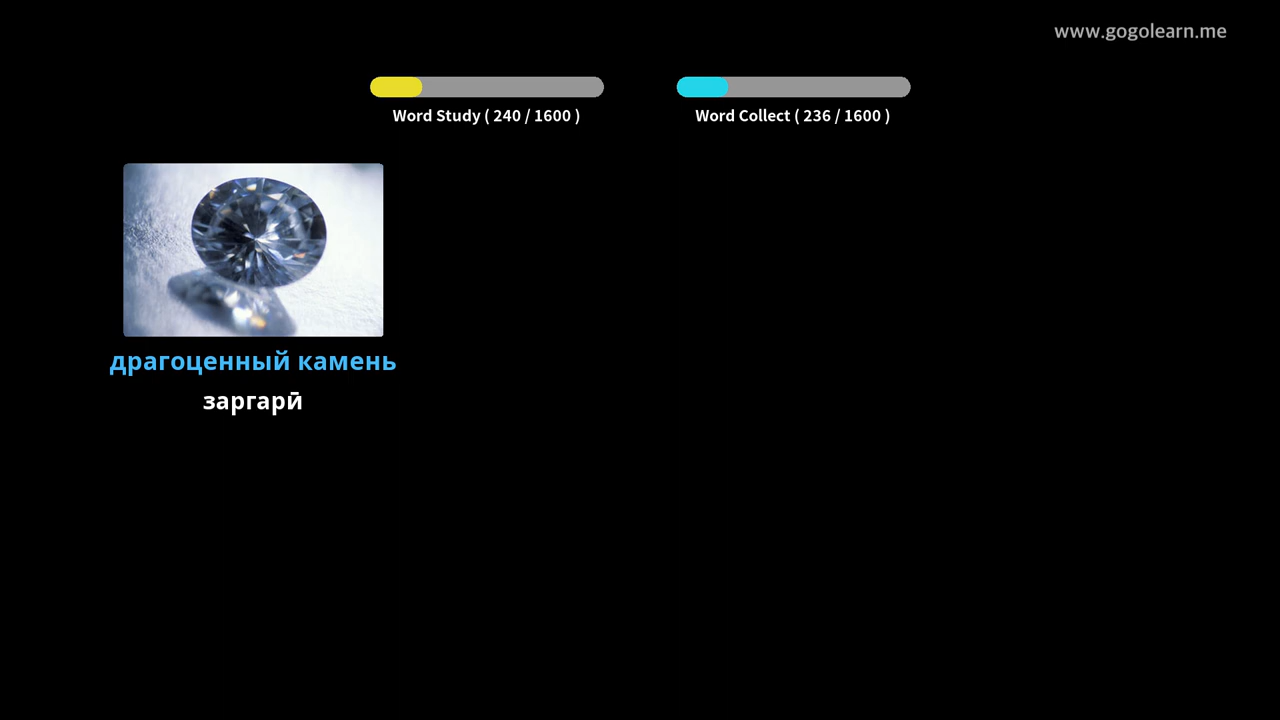 www.gogolearn.me
Word Study ( 240 / 1600 )
Word Collect ( 236 / 1600 )
драгоценный камень
заргарӣ